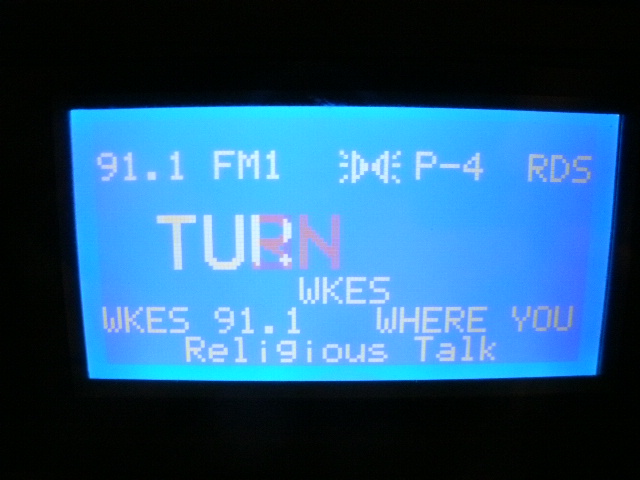 91.1 FM1 P-4 RDS
TURN
WKES
WKES 91.1 WHERE YOU
Religious Talk